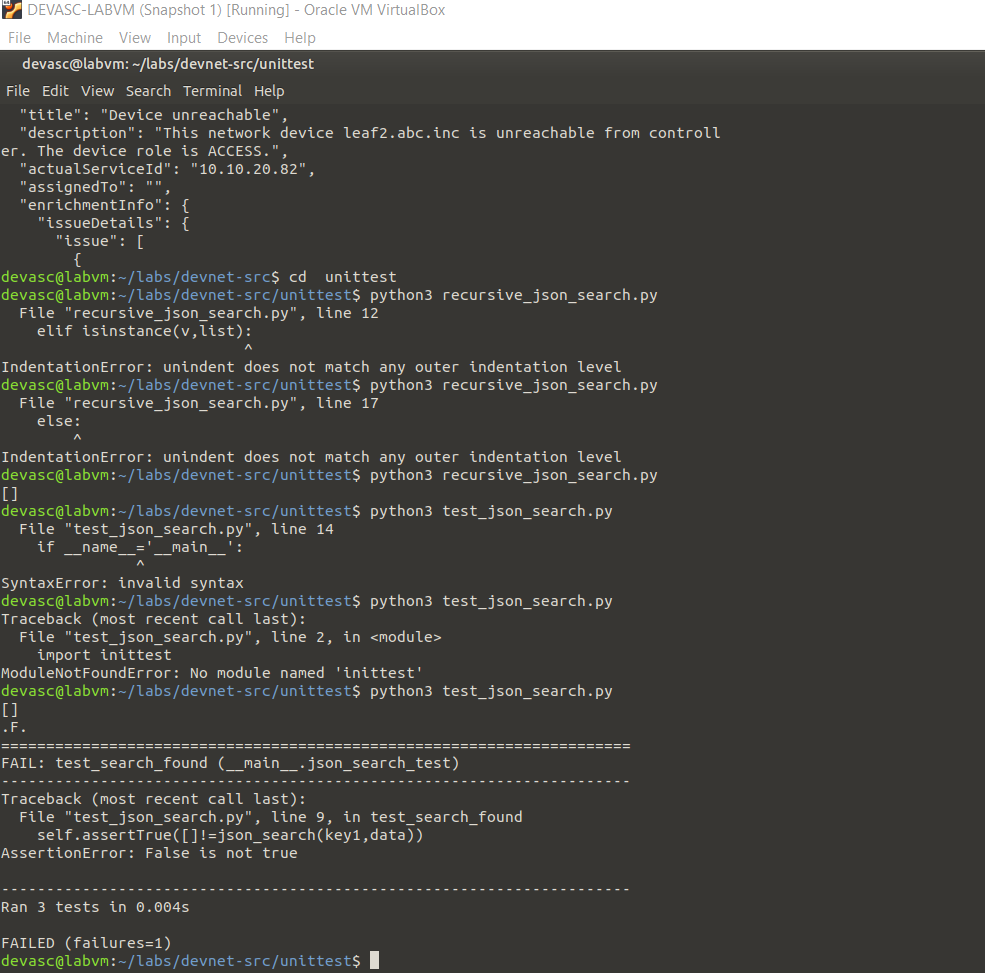 DEVASC-LABVM (Snapshot 1) [Running] - Oracle VM VirtualBox
File Machine View Input Devices Help
devasc@labvm: ~/labs/devnet-src/unittest
File Edit View Search Terminal Help
  "title": "Device unreachable",
  "description": "This network device leaf2.abc.inc is unreachable from controll
er. The device role is ACCESS.",
  "actualServiceId": "10.10.20.82",
  "assignedTo": "",
  "enrichmentInfo": {
    "issueDetails": {
      "issue": [
        {
devasc@labvm:~/labs/devnet-src$ cd  unittest
devasc@labvm:~/labs/devnet-src/unittest$ python3 recursive_json_search.py
  File "recursive_json_search.py", line 12
    elif isinstance(v,list):
                           ^
IndentationError: unindent does not match any outer indentation level
devasc@labvm:~/labs/devnet-src/unittest$ python3 recursive_json_search.py
  File "recursive_json_search.py", line 17
    else:
        ^
IndentationError: unindent does not match any outer indentation level
devasc@labvm:~/labs/devnet-src/unittest$ python3 recursive_json_search.py
[]
devasc@labvm:~/labs/devnet-src/unittest$ python3 test_json_search.py
  File "test_json_search.py", line 14
    if __name__='__main__':
               ^
SyntaxError: invalid syntax
devasc@labvm:~/labs/devnet-src/unittest$ python3 test_json_search.py
Traceback (most recent call last):
  File "test_json_search.py", line 2, in <module>
    import inittest
ModuleNotFoundError: No module named 'inittest'
devasc@labvm:~/labs/devnet-src/unittest$ python3 test_json_search.py
[]
.F.
======================================================================
FAIL: test_search_found (__main__.json_search_test)
----------------------------------------------------------------------
Traceback (most recent call last):
  File "test_json_search.py", line 9, in test_search_found
    self.assertTrue([]!=json_search(key1,data))
AssertionError: False is not true

----------------------------------------------------------------------
Ran 3 tests in 0.004s

FAILED (failures=1)
devasc@labvm:~/labs/devnet-src/unittest$